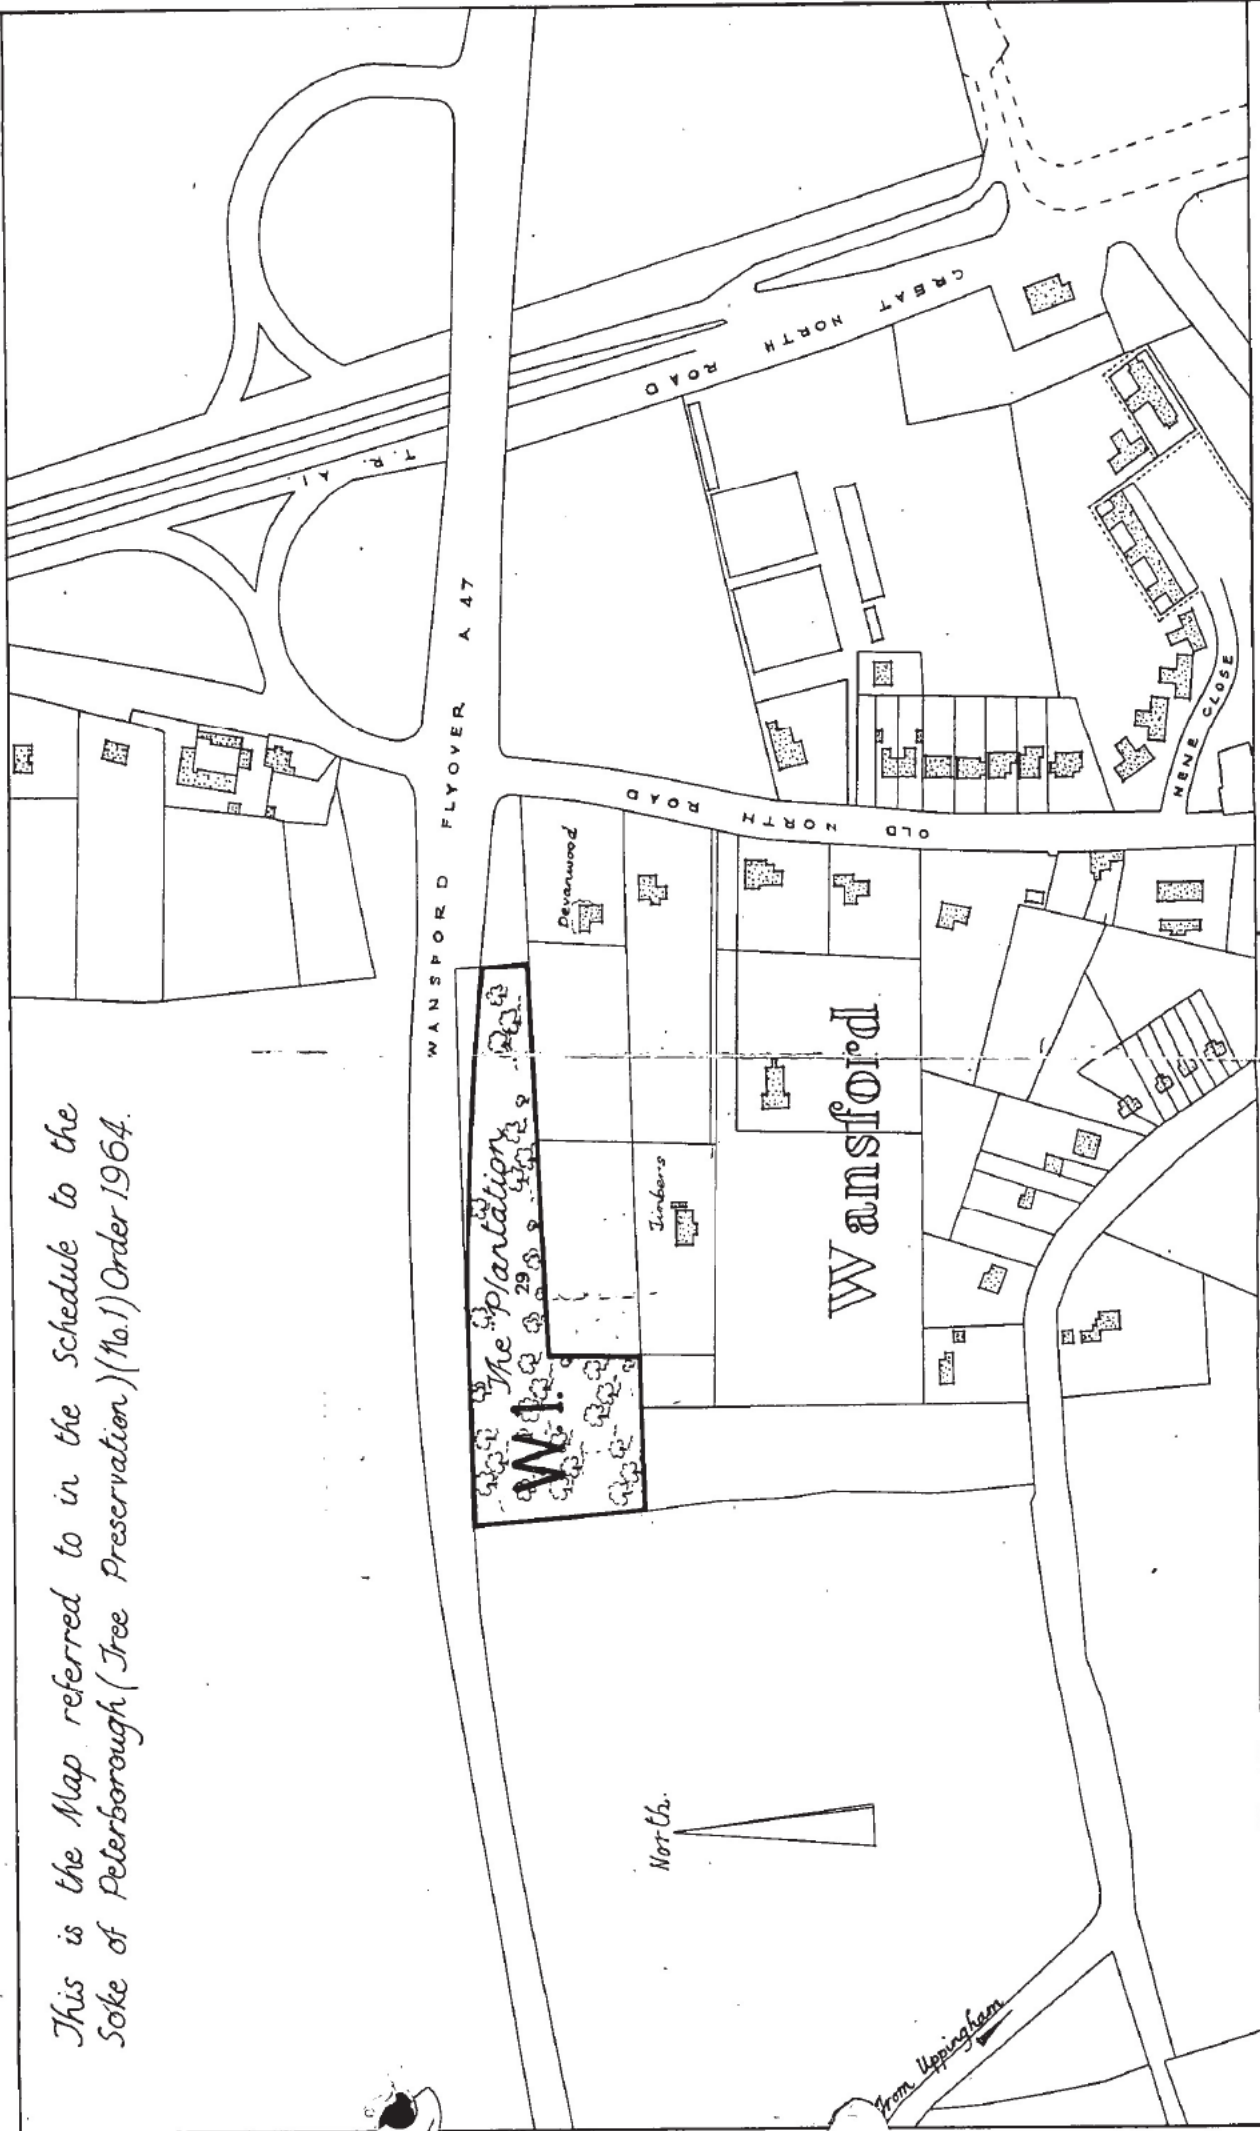 This is the Map referred to in the Schedule to the
Soke of Peterborough (Tree Preservation)(No.1) Order 1964.
T.R. A1.
WANSFORD FLYOVER A 47
GREAT NORTH ROAD
OLD NORTH ROAD
Devanwood
The Plantation
29
W.1.
Timbers
Wansford
NENE CLOSE
North.
From Uppingham